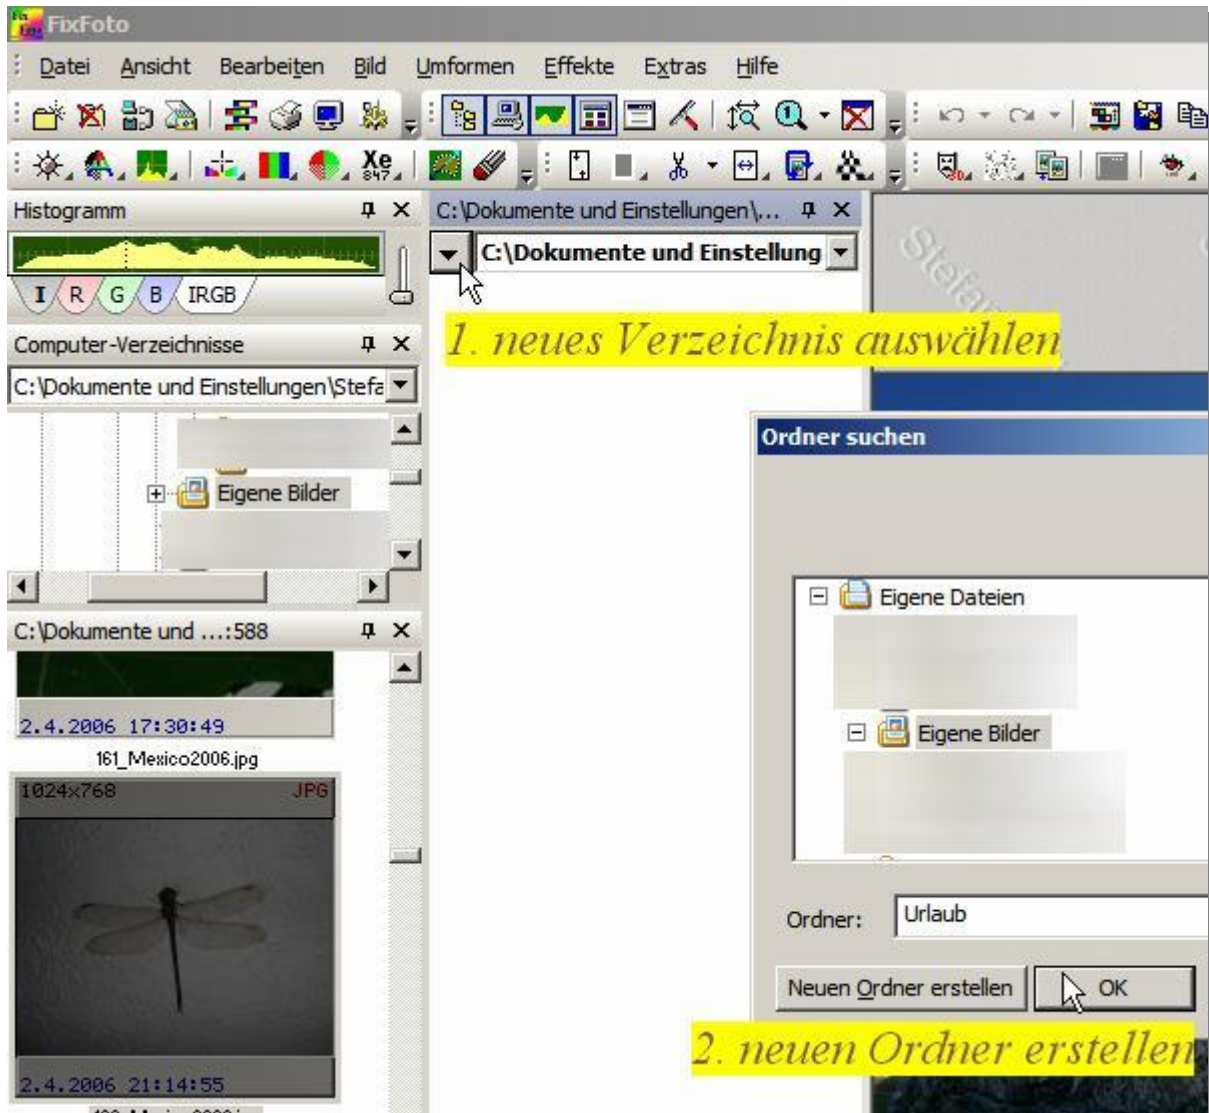 FixFoto
Datei Ansicht Bearbeiten Bild Umformen Effekte Extras Hilfe
Xe
847
Histogramm
C:\Dokumente und Einstellungen\...
C:\Dokumente und Einstellung
I R G B IRGB
1. neues Verzeichnis auswählen
Computer-Verzeichnisse
C:\Dokumente und Einstellungen\Stefa
Eigene Bilder
Ordner suchen
Eigene Dateien
Eigene Bilder
C:\Dokumente und ...:588
2.4.2006 17:30:49
161_Mexico2006.jpg
1024x768 JPG
2.4.2006 21:14:55
Ordner: Urlaub
Neuen Ordner erstellen OK
2. neuen Ordner erstellen